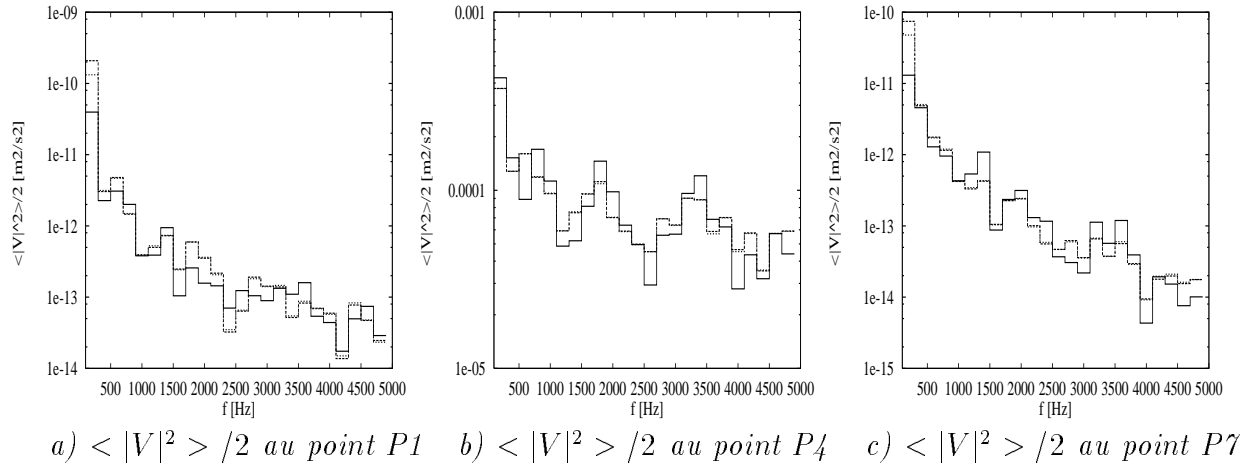 1e-09
1e-10
1e-11
1e-12
1e-13
1e-14
<|V|^2>/2 [m2/s2]
500 1000 1500 2000 2500 3000 3500 4000 4500 5000
f [Hz]
a) < |V|² > /2 au point P1
0.001
0.0001
1e-05
<|V|^2>/2 [m2/s2]
500 1000 1500 2000 2500 3000 3500 4000 4500 5000
f [Hz]
b) < |V|² > /2 au point P4
1e-10
1e-11
1e-12
1e-13
1e-14
1e-15
<|V|^2>/2 [m2/s2]
500 1000 1500 2000 2500 3000 3500 4000 4500 5000
f [Hz]
c) < |V|² > /2 au point P7